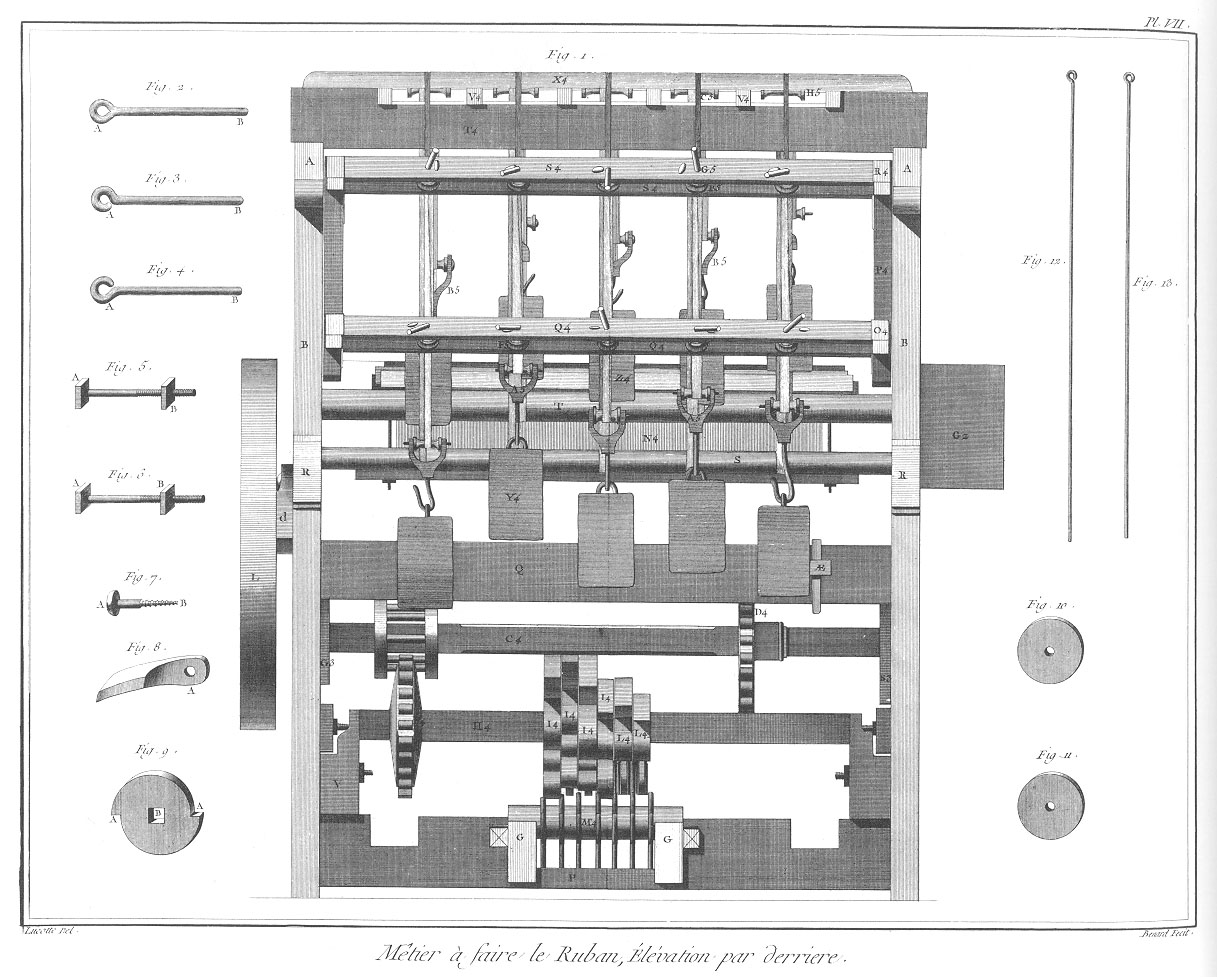 Pl. VII.
Fig. 1.
X4
V4
C5
V4
H5
T4
A
S4
G5
R4
A
S4
B5
B5
P4
B
Q4
O4
B
Q4
Z4
T
N4
G2
R
S
R
Y4
d
L
Q
Æ
D4
C4
G3
I4
H4
I4
I4
I4
L4
L4
V
G
M4
G
P
Fig. 2.
A
B
Fig. 3.
A
B
Fig. 4.
A
B
Fig. 5.
A
B
Fig. 6.
A
B
Fig. 7.
A
B
Fig. 8.
A
Fig. 9.
A
B
A
Fig. 12.
Fig. 13.
Fig. 10.
Fig. 11.
Lucotte Del.
Benard Fecit.
Métier à faire le Ruban, Élévation par derriere.